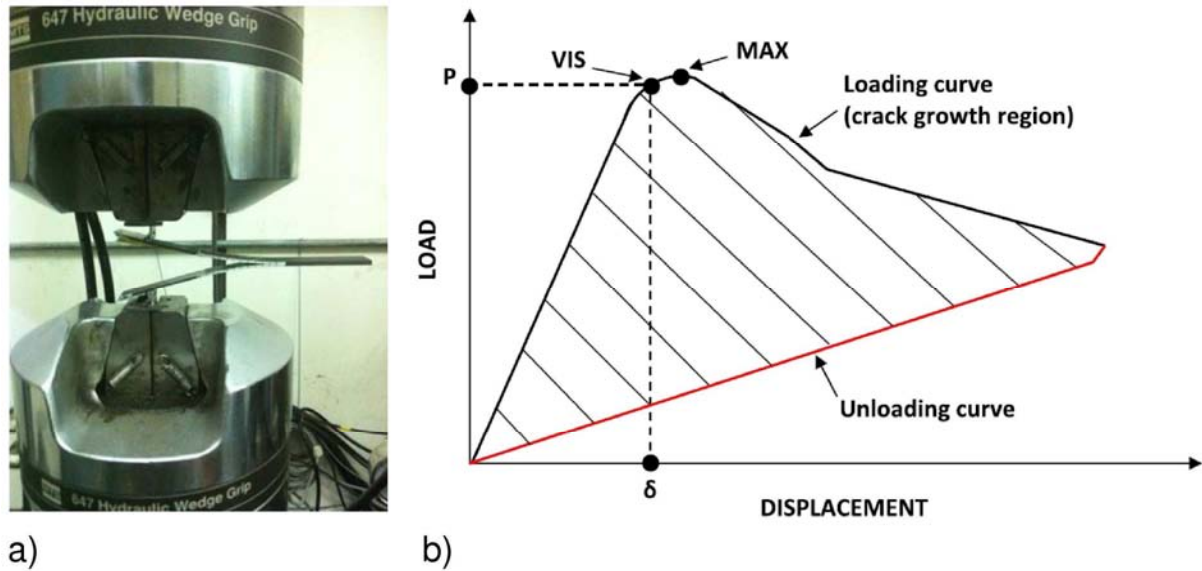 MTS
647 Hydraulic Wedge Grip
647 Hydraulic Wedge Grip
a)
P
VIS
MAX
Loading curve
(crack growth region)
LOAD
Unloading curve
δ
DISPLACEMENT
b)